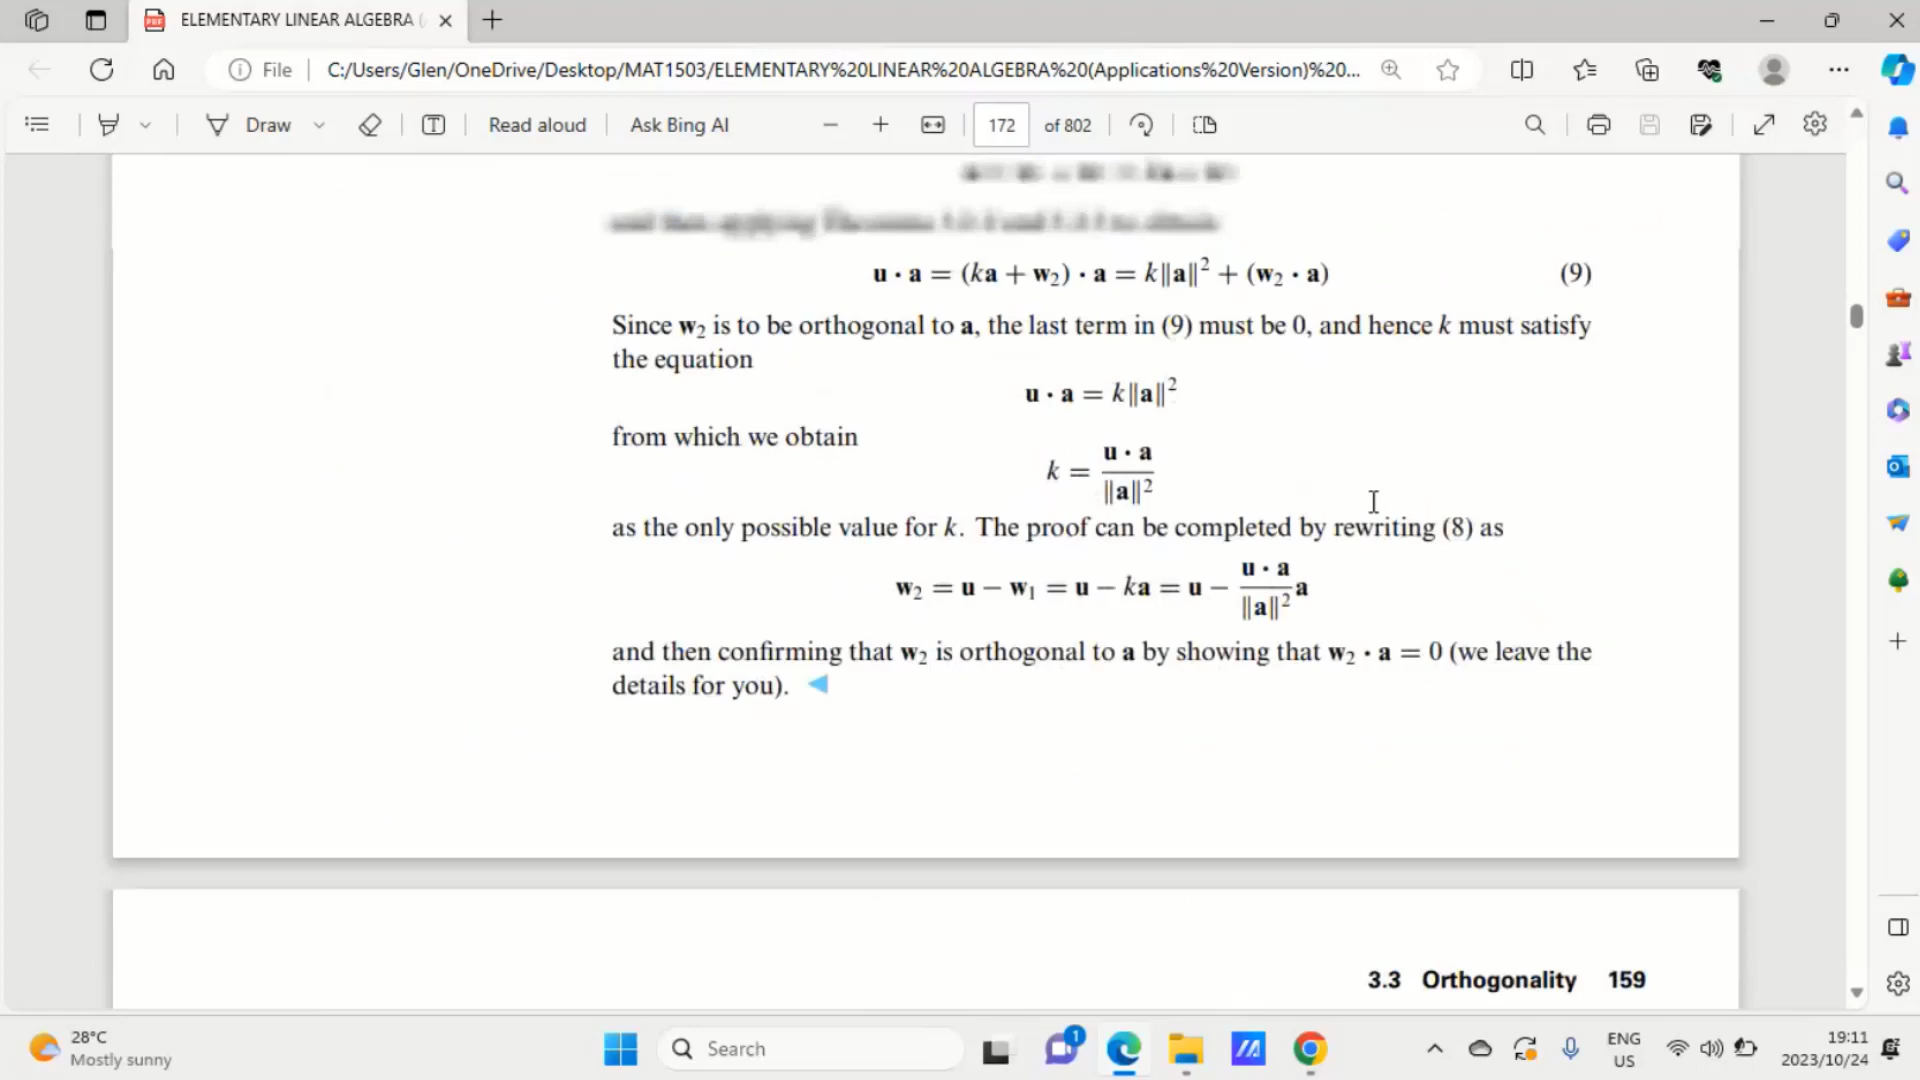 ELEMENTARY LINEAR ALGEBRA (
File
C:/Users/Glen/OneDrive/Desktop/MAT1503/ELEMENTARY%20LINEAR%20ALGEBRA%20(Applications%20Version)%20...
Draw
Read aloud
Ask Bing AI
172
of 802
u · a = (ka + w₂) · a = k‖a‖² + (w₂ · a) (9)
Since w₂ is to be orthogonal to a, the last term in (9) must be 0, and hence k must satisfy
the equation
u · a = k‖a‖²
from which we obtain
k = u · a / ‖a‖²
as the only possible value for k. The proof can be completed by rewriting (8) as
w₂ = u − w₁ = u − ka = u − u · a / ‖a‖² a
and then confirming that w₂ is orthogonal to a by showing that w₂ · a = 0 (we leave the
details for you).
3.3 Orthogonality 159
28°C
Mostly sunny
Search
1
ENG
US
19:11
2023/10/24